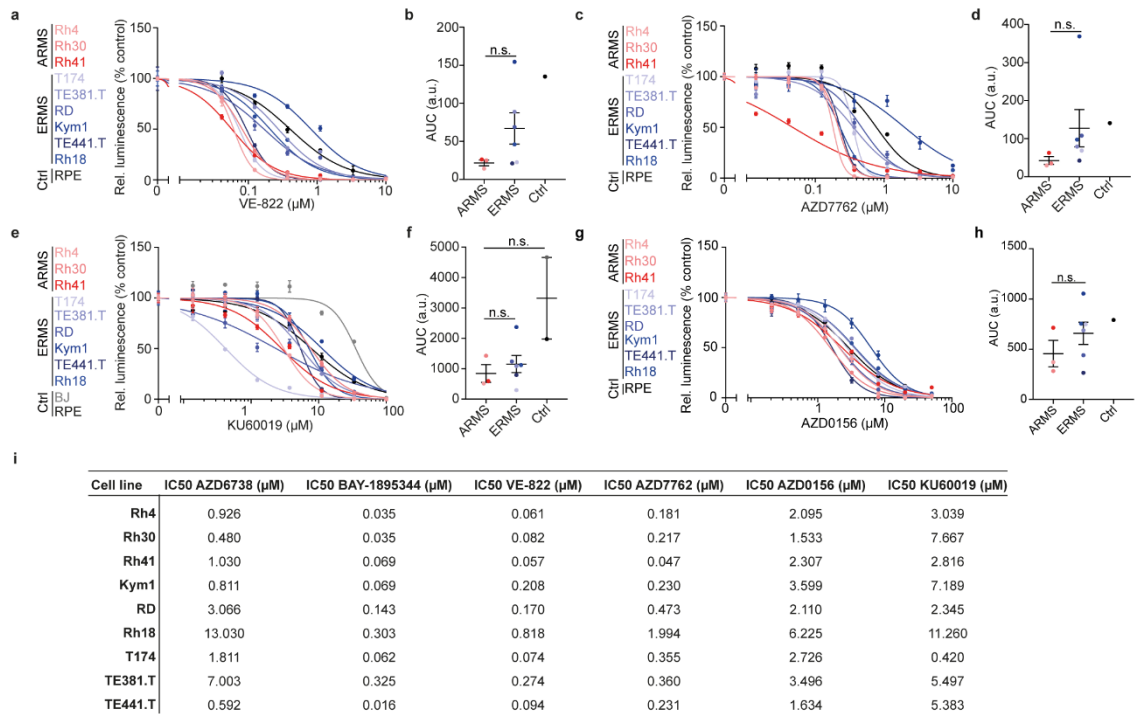 a
ARMS
Rh4
Rh30
Rh41
ERMS
T174
TE381.T
RD
Kym1
TE441.T
Rh18
Ctrl
RPE
Rel. luminescence (% control)
150
100
50
0
0
0.1
1
10
VE-822 (µM)
b
AUC (a.u.)
200
150
100
50
0
n.s.
ARMS
ERMS
Ctrl
c
ARMS
Rh4
Rh30
Rh41
ERMS
T174
TE381.T
RD
Kym1
TE441.T
Rh18
Ctrl
RPE
Rel. luminescence (% control)
150
100
50
0
0
0.1
1
10
AZD7762 (µM)
d
AUC (a.u.)
400
300
200
100
0
n.s.
ARMS
ERMS
Ctrl
e
ARMS
Rh4
Rh30
Rh41
ERMS
T174
TE381.T
RD
Kym1
TE441.T
Rh18
Ctrl
BJ
RPE
Rel. luminescence (% control)
150
100
50
0
0
1
10
100
KU60019 (µM)
f
AUC (a.u.)
5000
4000
3000
2000
1000
0
n.s.
n.s.
ARMS
ERMS
Ctrl
g
ARMS
Rh4
Rh30
Rh41
ERMS
T174
TE381.T
RD
Kym1
TE441.T
Rh18
Ctrl
RPE
Rel. luminescence (% control)
150
100
50
0
0
1
10
100
AZD0156 (µM)
h
AUC (a.u.)
1500
1000
500
0
n.s.
ARMS
ERMS
Ctrl
i
Cell line IC50 AZD6738 (µM) IC50 BAY-1895344 (µM) IC50 VE-822 (µM) IC50 AZD7762 (µM) IC50 AZD0156 (µM) IC50 KU60019 (µM)
Rh4 0.926 0.035 0.061 0.181 2.095 3.039
Rh30 0.480 0.035 0.082 0.217 1.533 7.667
Rh41 1.030 0.069 0.057 0.047 2.307 2.816
Kym1 0.811 0.069 0.208 0.230 3.599 7.189
RD 3.066 0.143 0.170 0.473 2.110 2.345
Rh18 13.030 0.303 0.818 1.994 6.225 11.260
T174 1.811 0.062 0.074 0.355 2.726 0.420
TE381.T 7.003 0.325 0.274 0.360 3.496 5.497
TE441.T 0.592 0.016 0.094 0.231 1.634 5.383